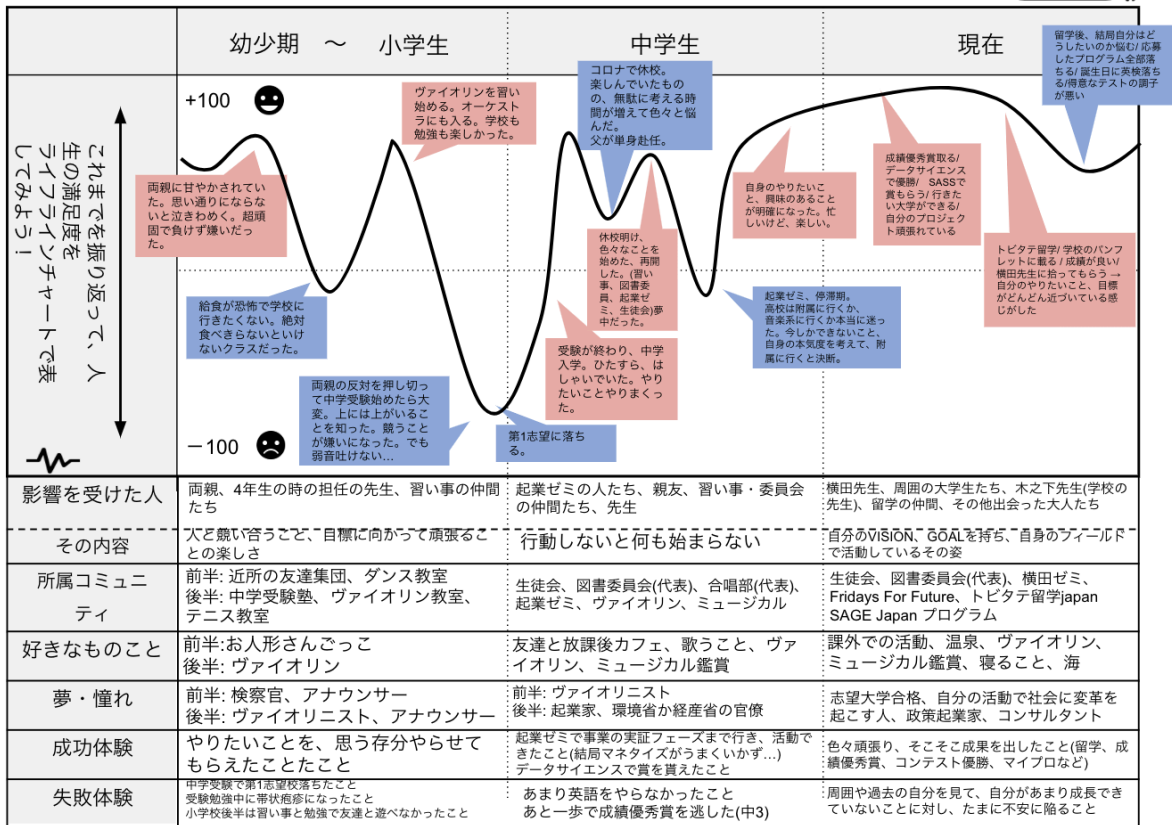 幼少期　～　小学生
中学生
現在
これまでを振り返って、人
生の満足度を
ライフラインチャートで表
してみよう！
+100
－100
両親に甘やかされてい
た。思い通りにならな
いと泣きわめく。超頑
固で負けず嫌いだっ
た。
給食が恐怖で学校に
行きたくない。絶対
食べきらないといけ
ないクラスだった。
ヴァイオリンを習い
始める。オーケスト
ラにも入る。学校も
勉強も楽しかった。
両親の反対を押し切っ
て中学受験始めたら大
変。上には上がいるこ
とを知った。競うこと
が嫌いになった。でも
弱音吐けない…
第1志望に落ち
る。
受験が終わり、中学
入学。ひたすら、は
しゃいでいた。やり
たいことやりまくっ
た。
コロナで休校。
楽しんでいたもの
の、無駄に考える時
間が増えて色々と悩
んだ。
父が単身赴任。
休校明け、
色々なことを
始めた、再開
した。(習い
事、図書委
員、起業ゼ
ミ、生徒会)夢
中だった。
起業ゼミ、停滞期。
高校は附属に行くか、
音楽系に行くか本当に迷っ
た。今しかできないこと、
自身の本気度を考えて、附
属に行くと決断。
自身のやりたいこ
と、興味のあること
が明確になった。忙
しいけど、楽しい。
成績優秀賞取る/
データサイエンス
で優勝/　SASSで
賞もらう/ 行きた
い大学ができる/
自分のプロジェク
ト頑張れている
トビタテ留学/ 学校のパンフ
レットに載る / 成績が良い/
横田先生に拾ってもらう →
自分のやりたいこと、目標
がどんどん近づいている感
じがした
留学後、結局自分はど
うしたいのか悩む/ 応募
したプログラム全部落
ちる/ 誕生日に英検落ち
る/得意なテストの調子
が悪い
影響を受けた人
両親、4年生の時の担任の先生、習い事の仲間
たち
起業ゼミの人たち、親友、習い事・委員会
の仲間たち、先生
横田先生、周囲の大学生たち、木之下先生(学校の
先生)、留学の仲間、その他出会った大人たち
その内容
人と競い合うこと、目標に向かって頑張るこ
との楽しさ
行動しないと何も始まらない
自分のVISION、GOALを持ち、自身のフィールド
で活動しているその姿
所属コミュニ
ティ
前半: 近所の友達集団、ダンス教室
後半: 中学受験塾、ヴァイオリン教室、
テニス教室
生徒会、図書委員会(代表)、合唱部(代表)、
起業ゼミ、ヴァイオリン、ミュージカル
生徒会、図書委員会(代表)、横田ゼミ、
Fridays For Future、トビタテ留学japan
SAGE Japan プログラム
好きなものこと
前半:お人形さんごっこ
後半: ヴァイオリン
友達と放課後カフェ、歌うこと、ヴァ
イオリン、ミュージカル鑑賞
課外での活動、温泉、ヴァイオリン、
ミュージカル鑑賞、寝ること、海
夢・憧れ
前半: 検察官、アナウンサー
後半: ヴァイオリニスト、アナウンサー
前半: ヴァイオリニスト
後半: 起業家、環境省か経産省の官僚
志望大学合格、自分の活動で社会に変革を
起こす人、政策起業家、コンサルタント
成功体験
やりたいことを、思う存分やらせて
もらえたことたこと
起業ゼミで事業の実証フェーズまで行き、活動で
きたこと(結局マネタイズがうまくいかず…)
データサイエンスで賞を貰えたこと
色々頑張り、そこそこ成果を出したこと(留学、成
績優秀賞、コンテスト優勝、マイプロなど)
失敗体験
中学受験で第1志望校落ちたこと
受験勉強中に帯状疱疹になったこと
小学校後半は習い事と勉強で友達と遊べなかったこと
あまり英語をやらなかったこと
あと一歩で成績優秀賞を逃した(中3)
周囲や過去の自分を見て、自分があまり成長でき
ていないことに対し、たまに不安に陥ること